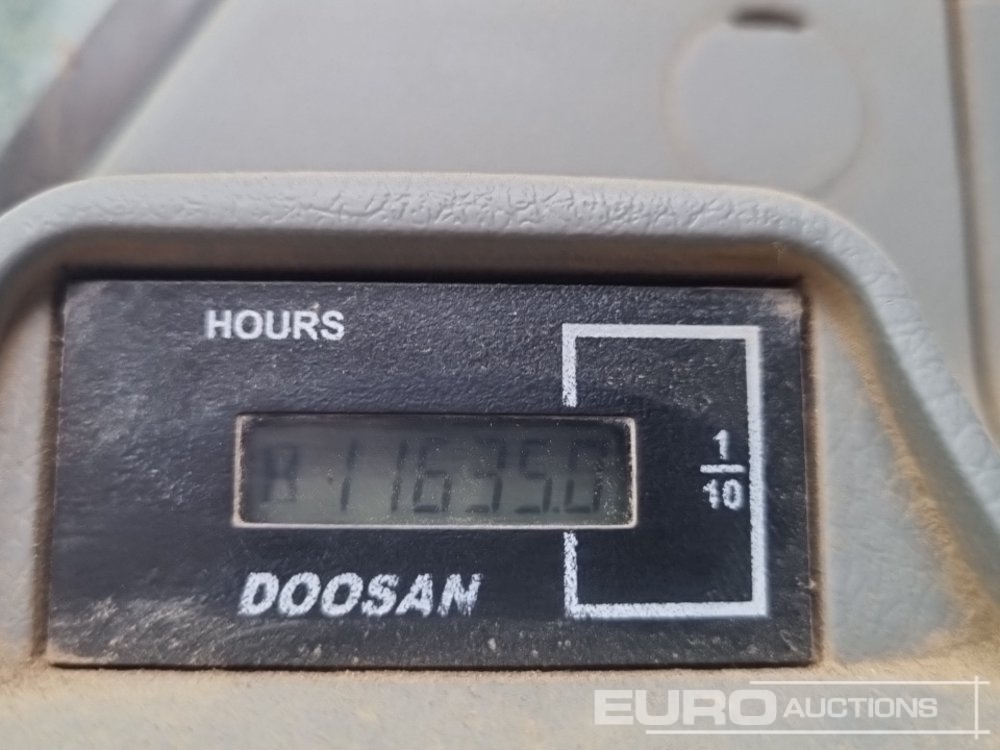 HOURS
H 11635.0
1
10
DOOSAN
EURO AUCTIONS